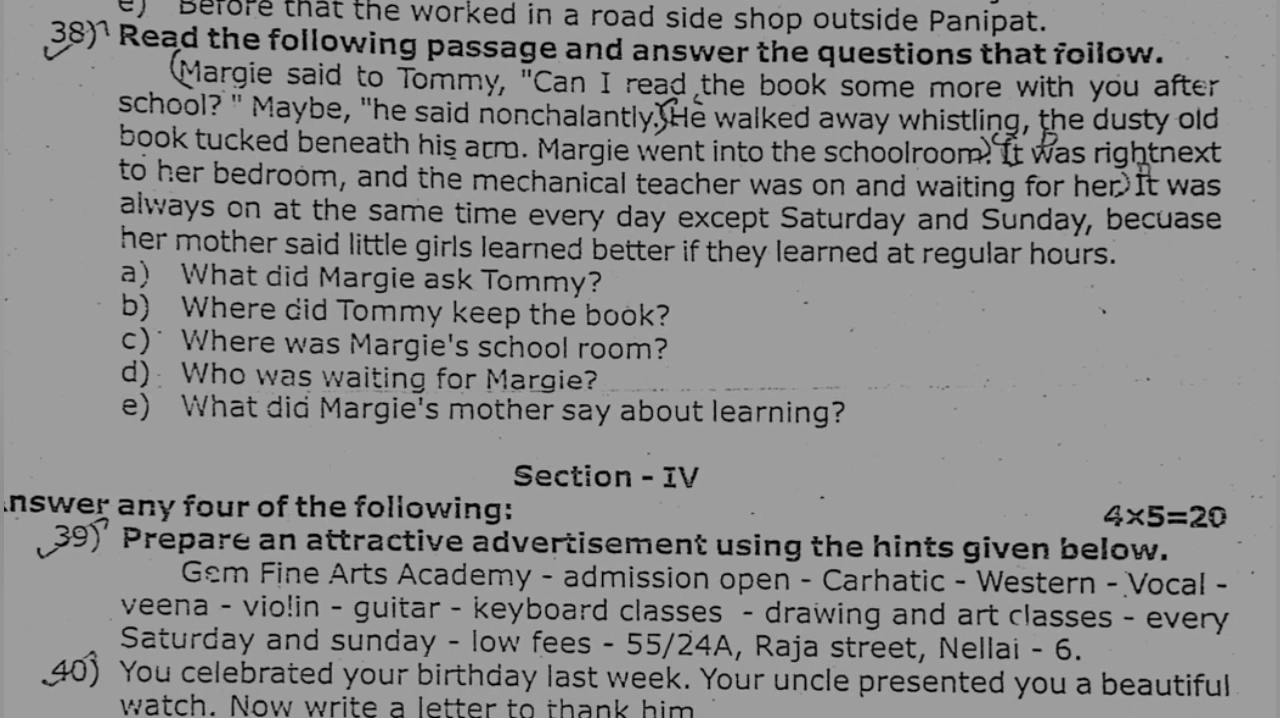 e) Before that the worked in a road side shop outside Panipat.
38) Read the following passage and answer the questions that follow.
Margie said to Tommy, "Can I read the book some more with you after
school? " Maybe, "he said nonchalantly. He walked away whistling, the dusty old
book tucked beneath his arm. Margie went into the schoolroom. It was rightnext
to her bedroom, and the mechanical teacher was on and waiting for her. It was
always on at the same time every day except Saturday and Sunday, becuase
her mother said little girls learned better if they learned at regular hours.
a) What did Margie ask Tommy?
b) Where did Tommy keep the book?
c) Where was Margie's school room?
d) Who was waiting for Margie?
e) What did Margie's mother say about learning?
Section - IV
nswer any four of the following: 4x5=20
39) Prepare an attractive advertisement using the hints given below.
Gem Fine Arts Academy - admission open - Carhatic - Western - Vocal -
veena - violin - guitar - keyboard classes - drawing and art classes - every
Saturday and sunday - low fees - 55/24A, Raja street, Nellai - 6.
40) You celebrated your birthday last week. Your uncle presented you a beautiful
watch. Now write a letter to thank him